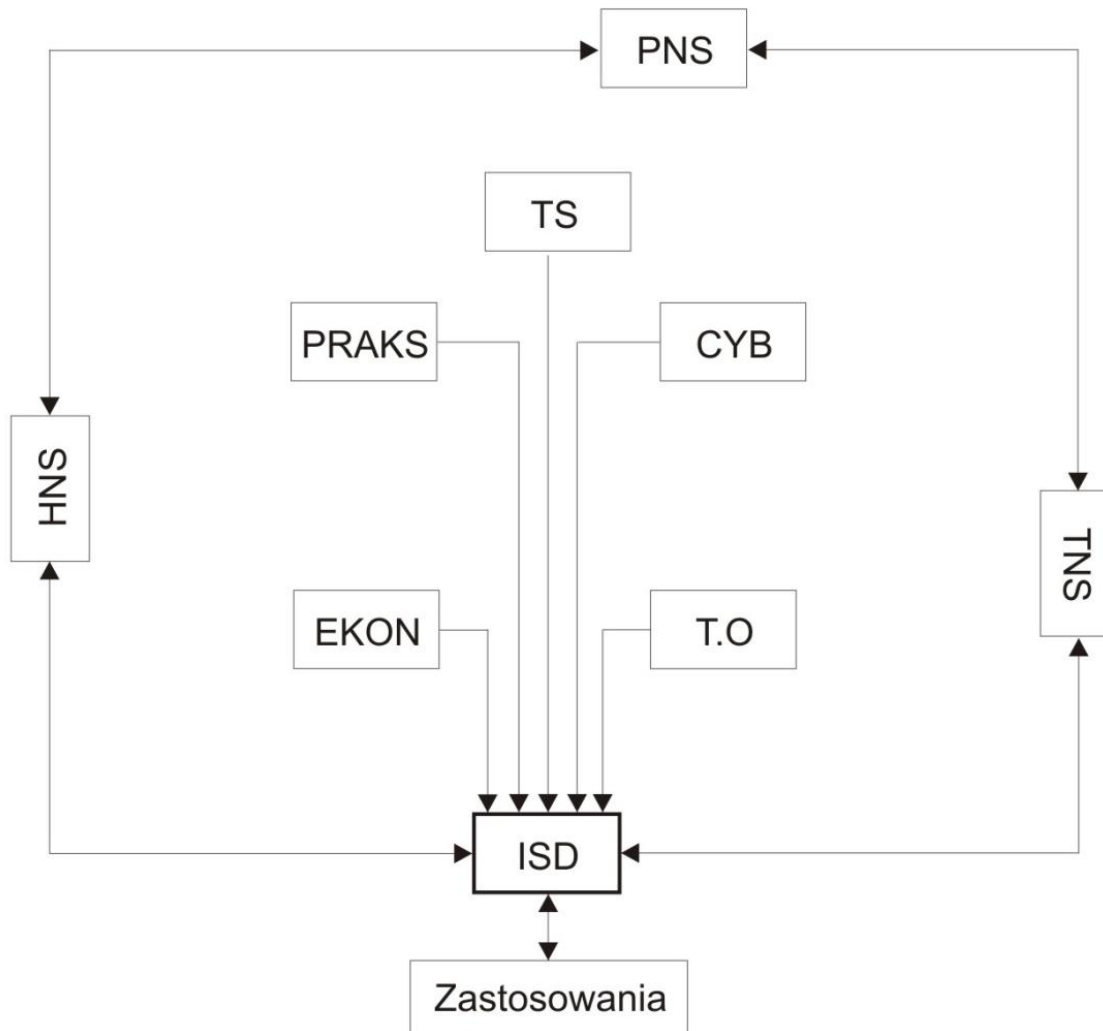 PNS
TS
PRAKS
CYB
HNS
TNS
EKON
T.O
ISD
Zastosowania